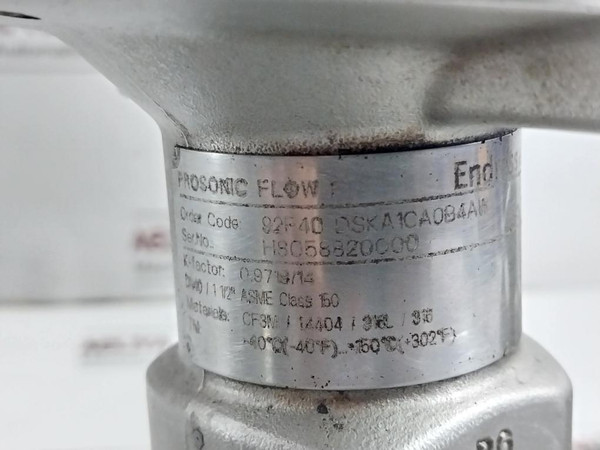 PROSONIC FLOW
End
Order Code: 92F40 DSKA1CA0B4AW
Ser.No.: H8058820000
K-factor: 0.9718/14
DN40 / 1 1/2" ASME Class 150
Materials: CF3M / 1.4404 / 316L / 316
TM: -40°C(-40°F)...+150°C(+302°F)